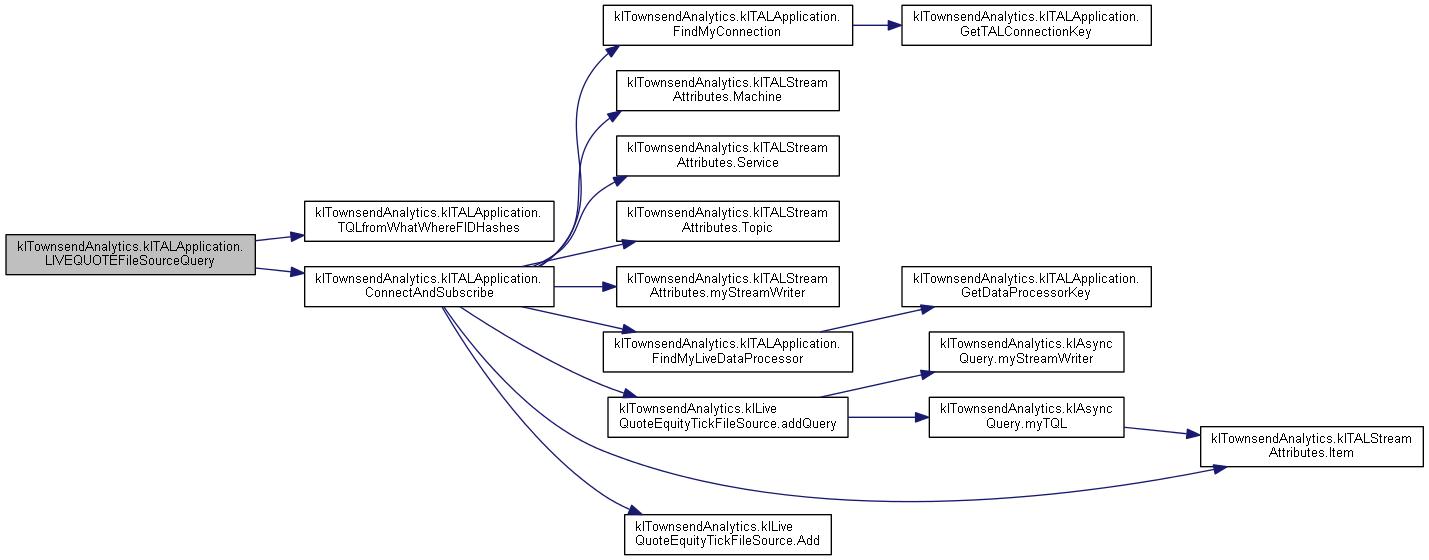 klTownsendAnalytics.klTALApplication.
FindMyConnection
klTownsendAnalytics.klTALApplication.
GetTALConnectionKey
klTownsendAnalytics.klTALStream
Attributes.Machine
klTownsendAnalytics.klTALStream
Attributes.Service
klTownsendAnalytics.klTALApplication.
TQLfromWhatWhereFIDHashes
klTownsendAnalytics.klTALStream
Attributes.Topic
klTownsendAnalytics.klTALApplication.
LIVEQUOTEFileSourceQuery
klTownsendAnalytics.klTALApplication.
ConnectAndSubscribe
klTownsendAnalytics.klTALStream
Attributes.myStreamWriter
klTownsendAnalytics.klTALApplication.
GetDataProcessorKey
klTownsendAnalytics.klTALApplication.
FindMyLiveDataProcessor
klTownsendAnalytics.klAsync
Query.myStreamWriter
klTownsendAnalytics.klLive
QuoteEquityTickFileSource.addQuery
klTownsendAnalytics.klAsync
Query.myTQL
klTownsendAnalytics.klTALStream
Attributes.Item
klTownsendAnalytics.klLive
QuoteEquityTickFileSource.Add